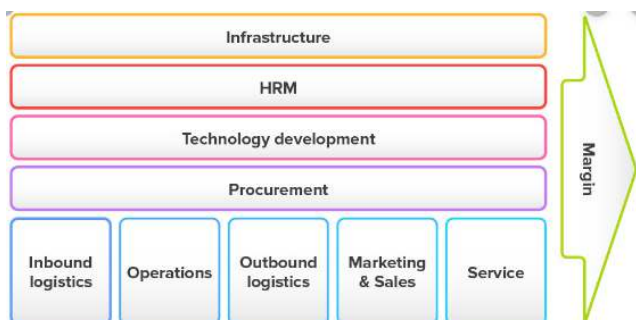 Infrastructure
HRM
Technology development
Procurement
Inbound
logistics
Operations
Outbound
logistics
Marketing
& Sales
Service
Margin